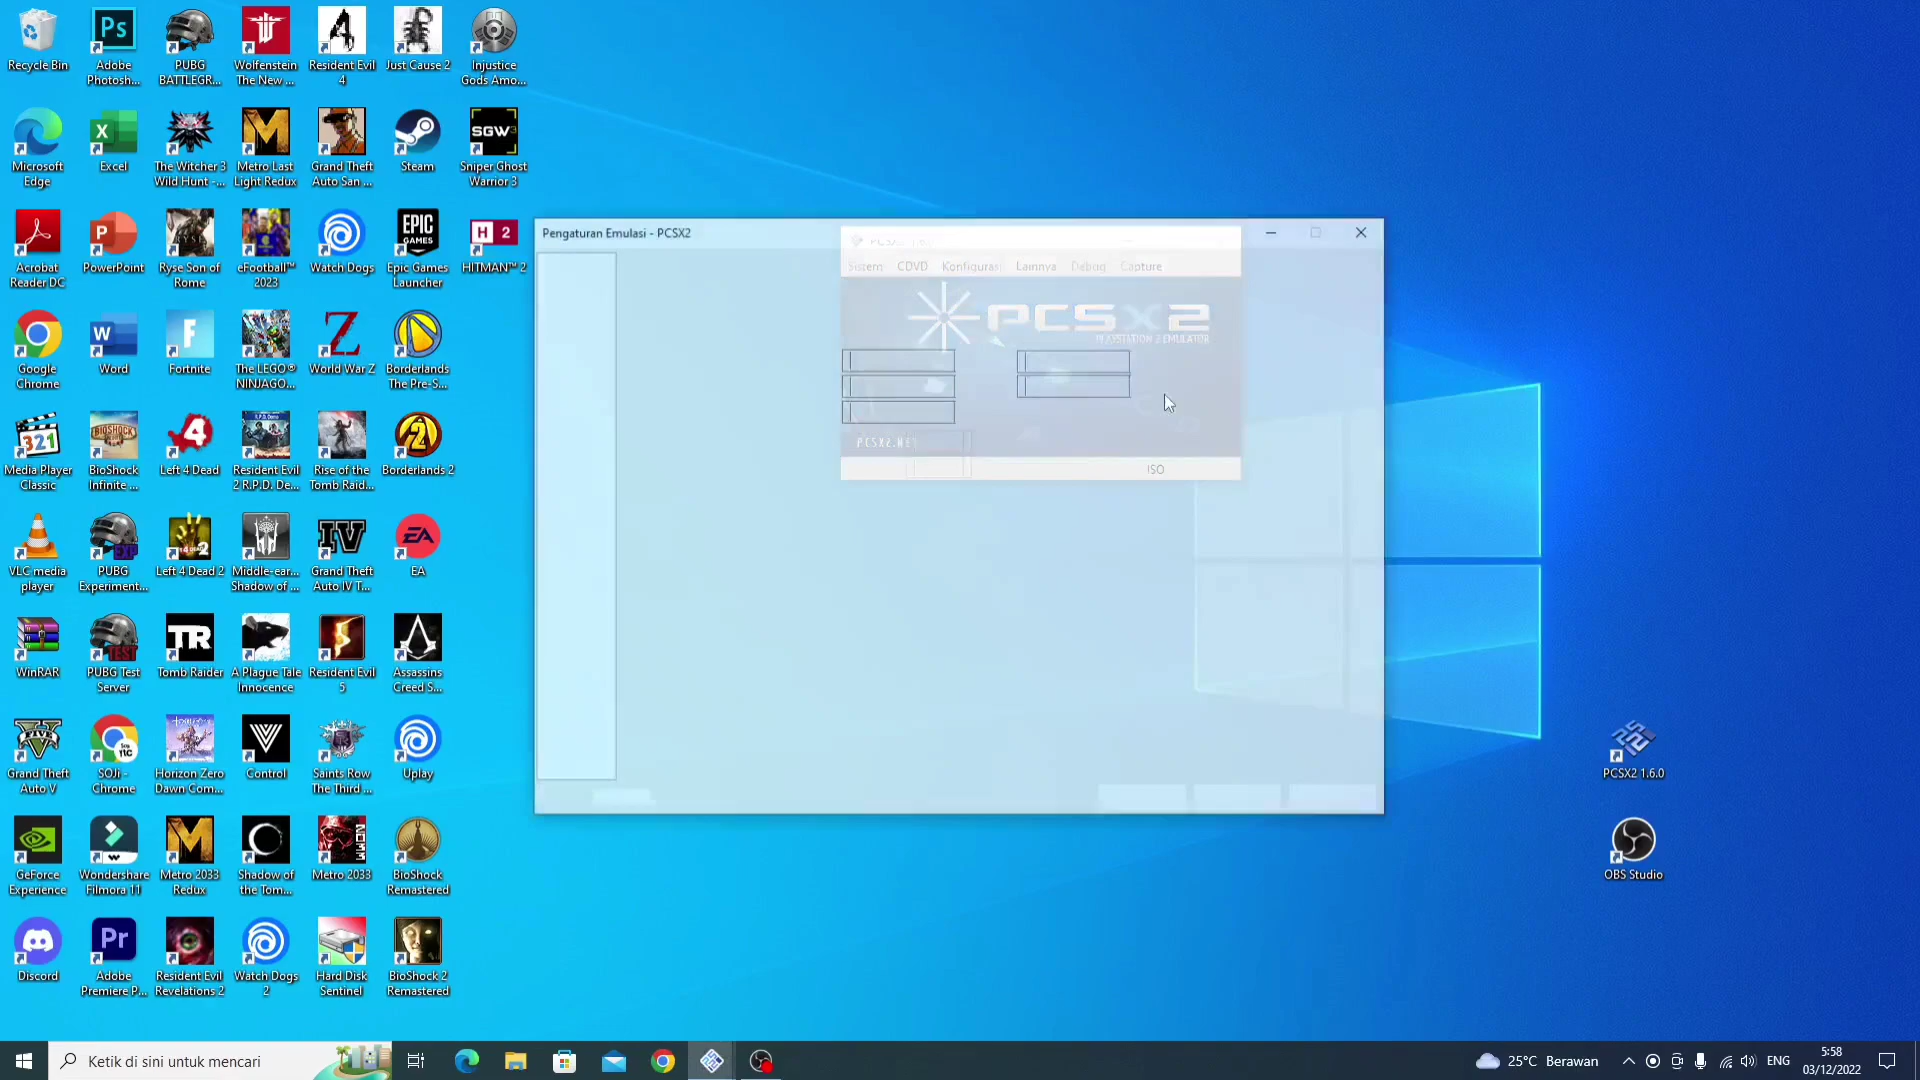 Recycle Bin
Adobe
Photosh...
PUBG
BATTLEGR...
Wolfenstein
The New ...
Resident Evil
4
Just Cause 2
Injustice
Gods Amo...
Microsoft
Edge
Excel
The Witcher 3
Wild Hunt -...
Metro Last
Light Redux
Grand Theft
Auto San ...
Steam
SGW3
Sniper Ghost
Warrior 3
Acrobat
Reader DC
PowerPoint
Ryse Son of
Rome
eFootball™
2023
Watch Dogs
EPIC
GAMES
Epic Games
Launcher
H 2
HITMAN™ 2
Google
Chrome
Word
Fortnite
The LEGO®
NINJAGO...
World War Z
Borderlands
The Pre-S...
Media Player
Classic
BioShock
Infinite ...
Left 4 Dead
Resident Evil
2 R.P.D. De...
Rise of the
Tomb Raid...
Borderlands 2
VLC media
player
PUBG
Experiment...
Left 4 Dead 2
Middle-ear...
Shadow of ...
Grand Theft
Auto IV T...
EA
WinRAR
PUBG Test
Server
Tomb Raider
A Plague Tale
Innocence
Resident Evil
5
Assassins
Creed S...
Grand Theft
Auto V
SOJi -
Chrome
Horizon Zero
Dawn Com...
Control
Saints Row
The Third ...
Uplay
GeForce
Experience
Wondershare
Filmora 11
Metro 2033
Redux
Shadow of
the Tom...
Metro 2033
BioShock
Remastered
Discord
Adobe
Premiere P...
Resident Evil
Revelations 2
Watch Dogs
2
Hard Disk
Sentinel
BioShock 2
Remastered
Pengaturan Emulasi - PCSX2
Sistem CDVD Konfigurasi Lainnya Debug Capture
PCSX2
PLAYSTATION 2 EMULATOR
PCSX2.NET
ISO
PCSX2 1.6.0
OBS Studio
Ketik di sini untuk mencari
25°C Berawan
ENG
5:58
03/12/2022